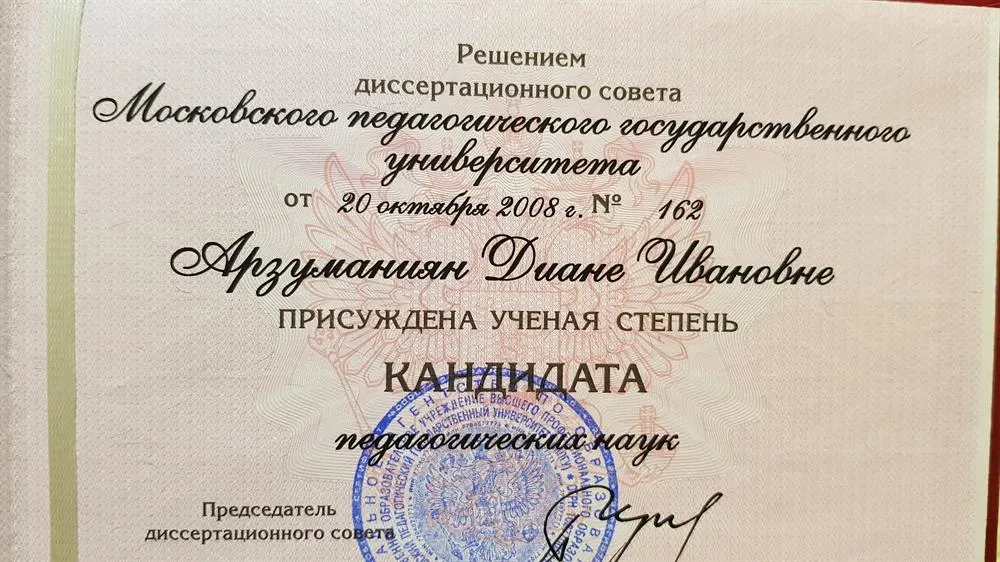 Решением
диссертационного совета
Московского педагогического государственного
университета
от 20 октября 2008 г. № 162
Арзуманиян Диане Ивановне
ПРИСУЖДЕНА УЧЕНАЯ СТЕПЕНЬ
КАНДИДАТА
педагогических наук
Председатель
диссертационного совета